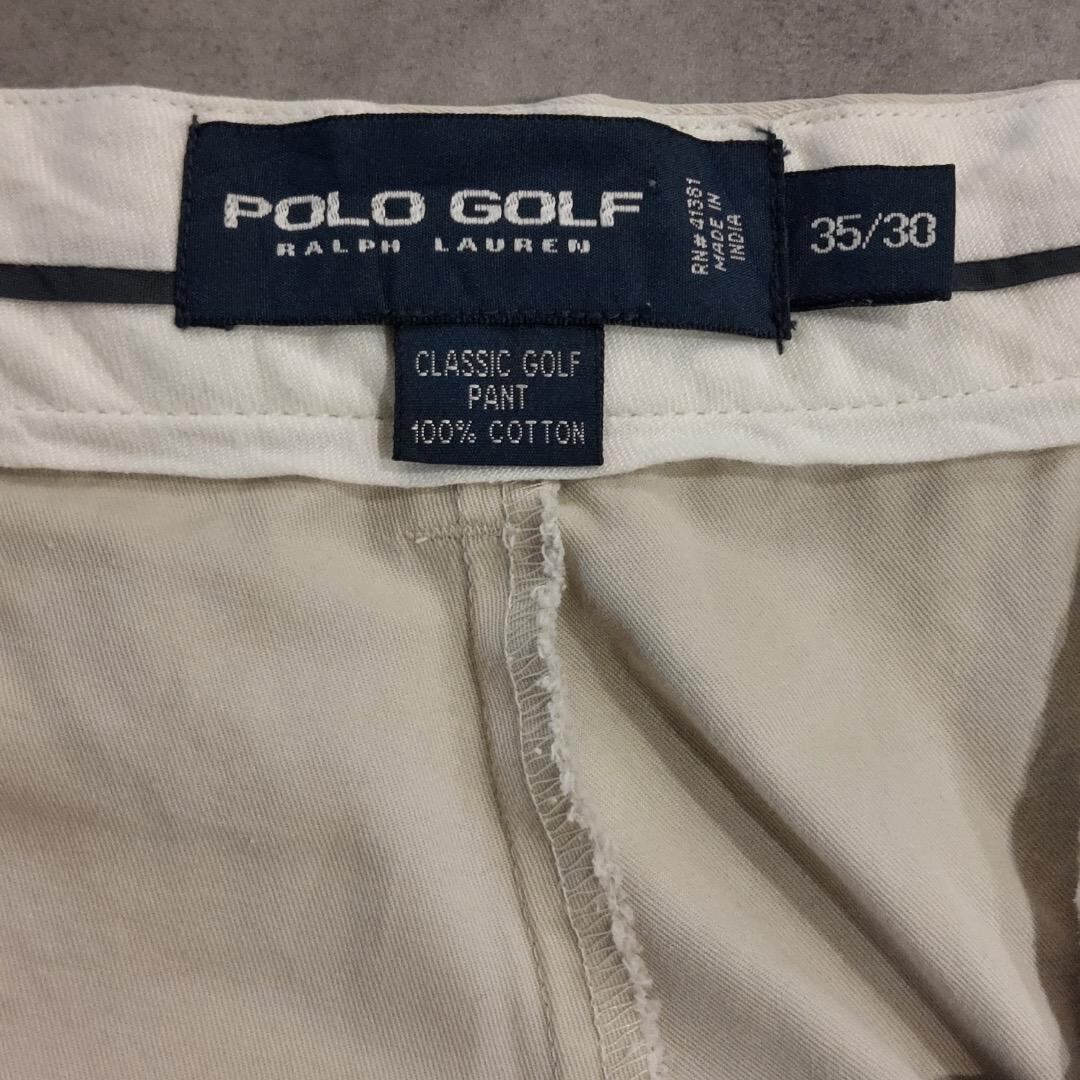 POLO GOLF
RALPH LAUREN
RN# 41381
MADE IN
INDIA
35/30
CLASSIC GOLF
PANT
100% COTTON